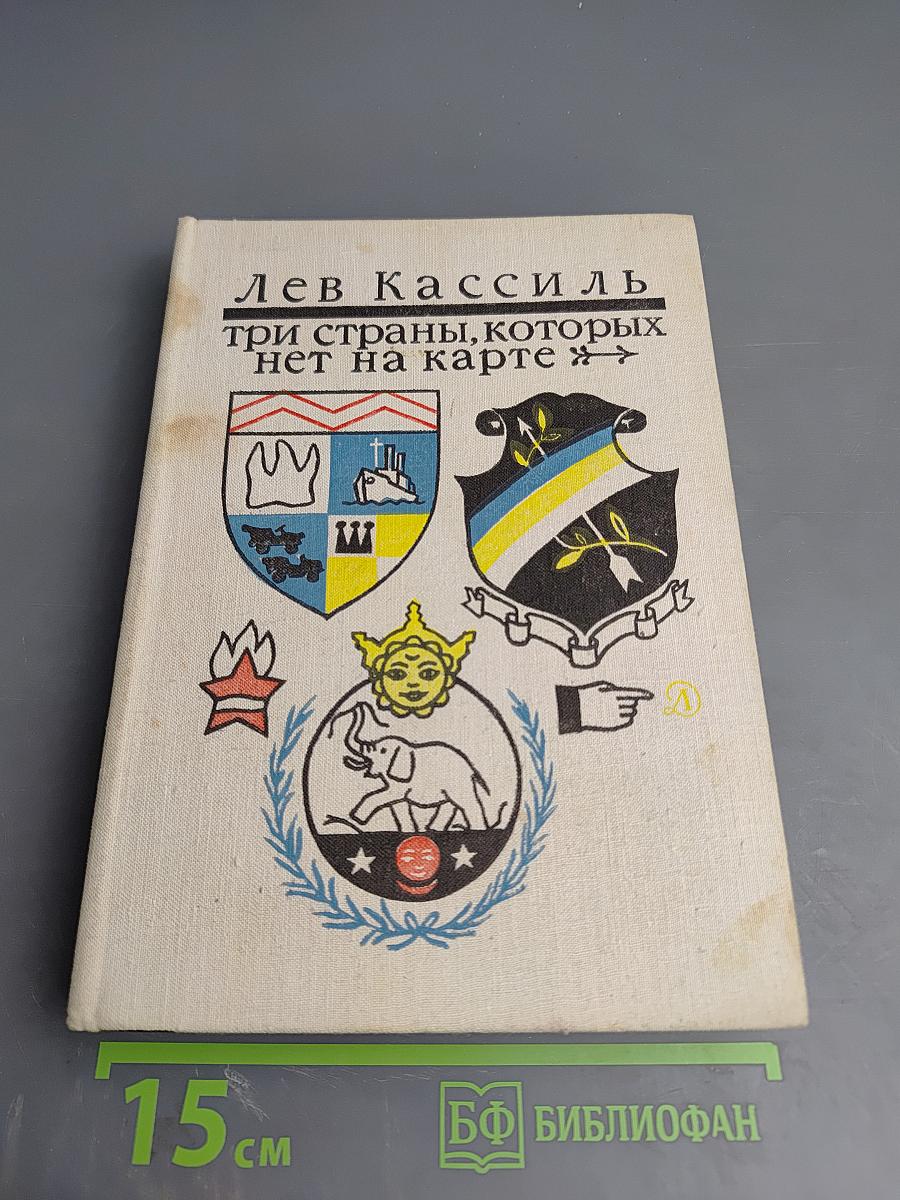 Лев Кассиль
три страны, которых
нет на карте
Д
15 см
БФ БИБЛИОФАН